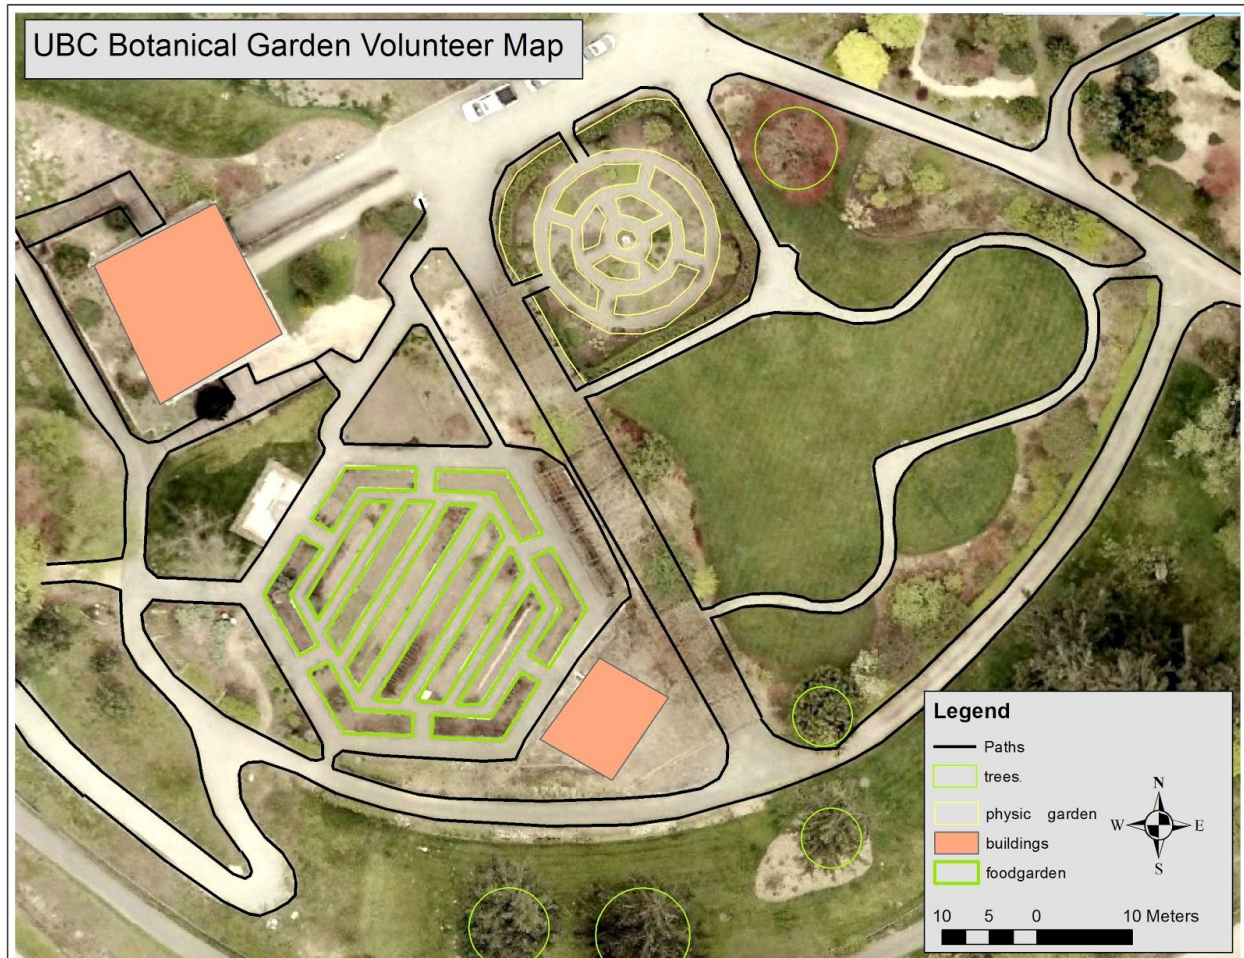 UBC Botanical Garden Volunteer Map
Legend
Paths
trees.
physic garden
buildings
foodgarden
N
W E
S
10 5 0 10 Meters